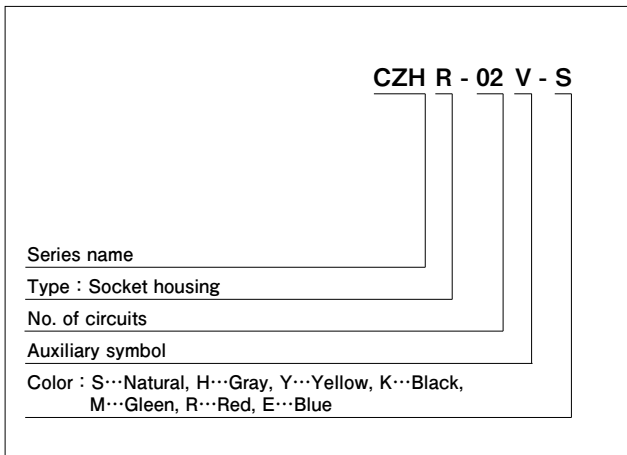 CZH R - 02 V - S
Series name
Type : Socket housing
No. of circuits
Auxiliary symbol
Color : S···Natural, H···Gray, Y···Yellow, K···Black,
M···Gleen, R···Red, E···Blue